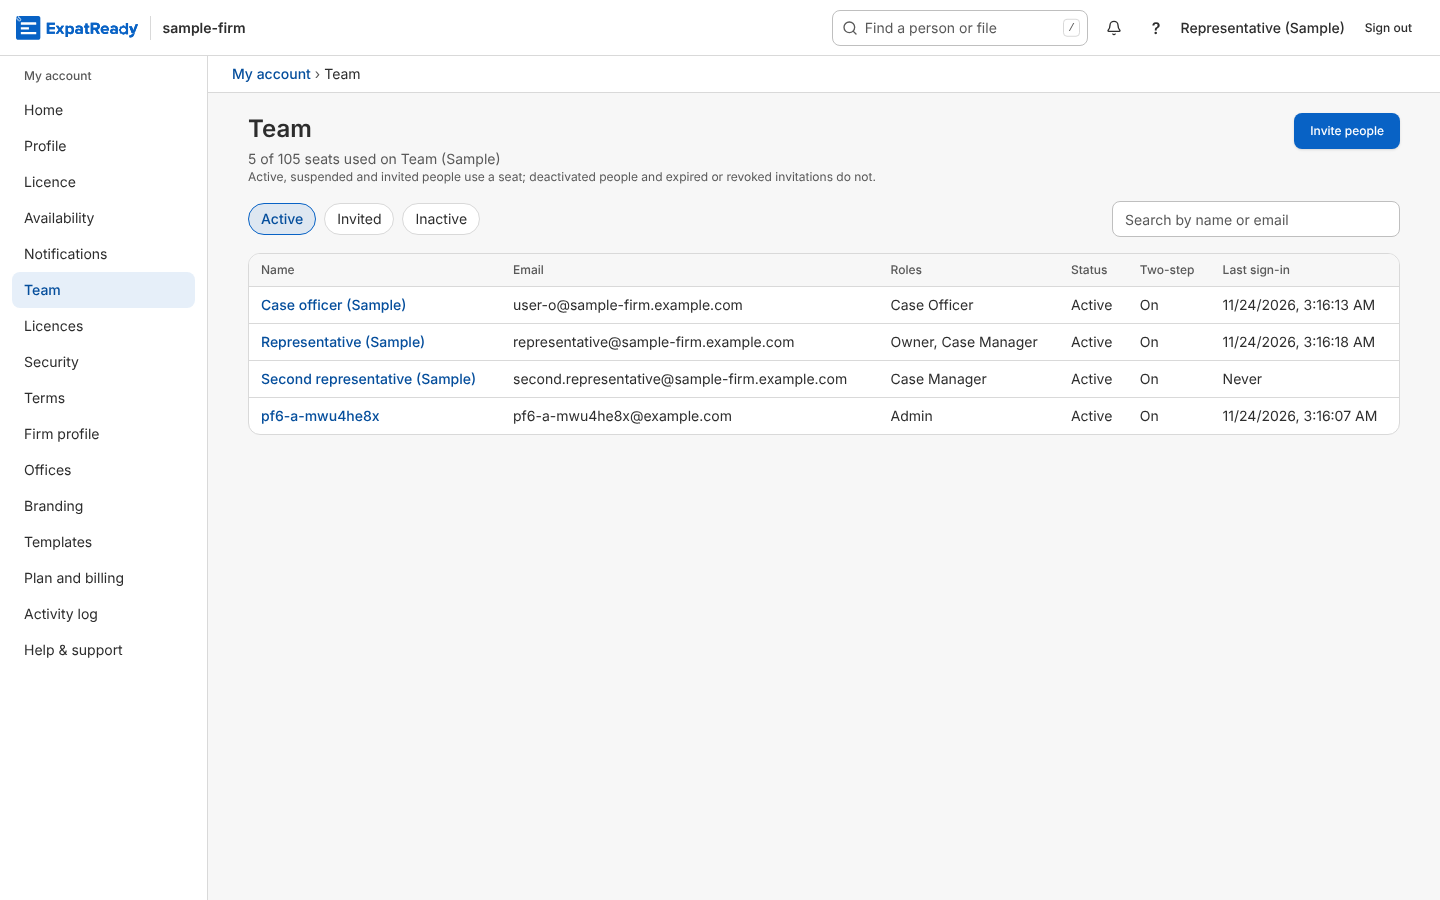 ExpatReady sample-firm Find a person or file / ? Representative (Sample) Sign out
My account
Home
Profile
Licence
Availability
Notifications
Team
Licences
Security
Terms
Firm profile
Offices
Branding
Templates
Plan and billing
Activity log
Help & support
My account › Team
Team
Invite people
5 of 105 seats used on Team (Sample)
Active, suspended and invited people use a seat; deactivated people and expired or revoked invitations do not.
Active Invited Inactive Search by name or email
Name Email Roles Status Two-step Last sign-in
Case officer (Sample) user-o@sample-firm.example.com Case Officer Active On 11/24/2026, 3:16:13 AM
Representative (Sample) representative@sample-firm.example.com Owner, Case Manager Active On 11/24/2026, 3:16:18 AM
Second representative (Sample) second.representative@sample-firm.example.com Case Manager Active On Never
pf6-a-mwu4he8x pf6-a-mwu4he8x@example.com Admin Active On 11/24/2026, 3:16:07 AM